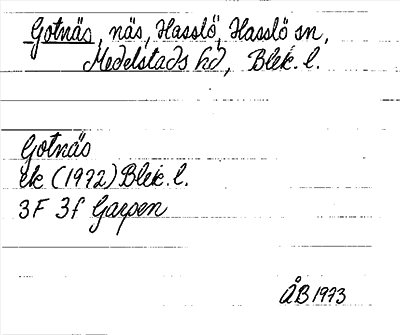 Gotnäs, näs, Hasslö, Hasslö sn,
Medelstads hd, Blek. l.
Gotnäs
ek (1972) Blek. l.
3F 3f Garpen
ÅB 1973